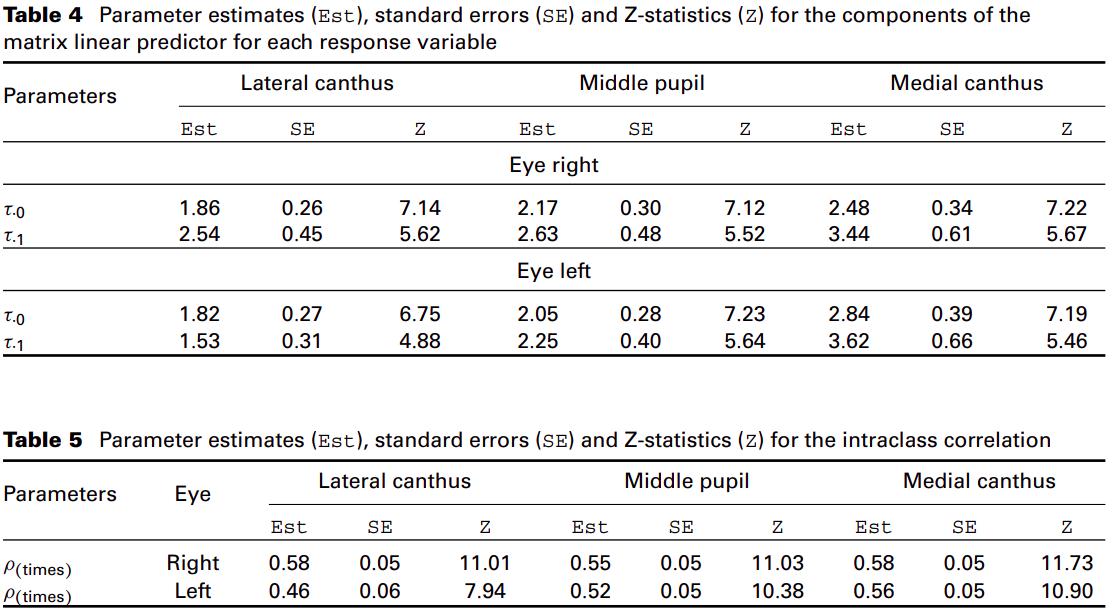 Table 4 Parameter estimates (Est), standard errors (SE) and Z-statistics (Z) for the components of the
matrix linear predictor for each response variable
Parameters Lateral canthus Middle pupil Medial canthus
Est SE Z Est SE Z Est SE Z
Eye right
τ.0 1.86 0.26 7.14 2.17 0.30 7.12 2.48 0.34 7.22
τ.1 2.54 0.45 5.62 2.63 0.48 5.52 3.44 0.61 5.67
Eye left
τ.0 1.82 0.27 6.75 2.05 0.28 7.23 2.84 0.39 7.19
τ.1 1.53 0.31 4.88 2.25 0.40 5.64 3.62 0.66 5.46
Table 5 Parameter estimates (Est), standard errors (SE) and Z-statistics (Z) for the intraclass correlation
Parameters Eye Lateral canthus Middle pupil Medial canthus
Est SE Z Est SE Z Est SE Z
ρ(times) Right 0.58 0.05 11.01 0.55 0.05 11.03 0.58 0.05 11.73
ρ(times) Left 0.46 0.06 7.94 0.52 0.05 10.38 0.56 0.05 10.90